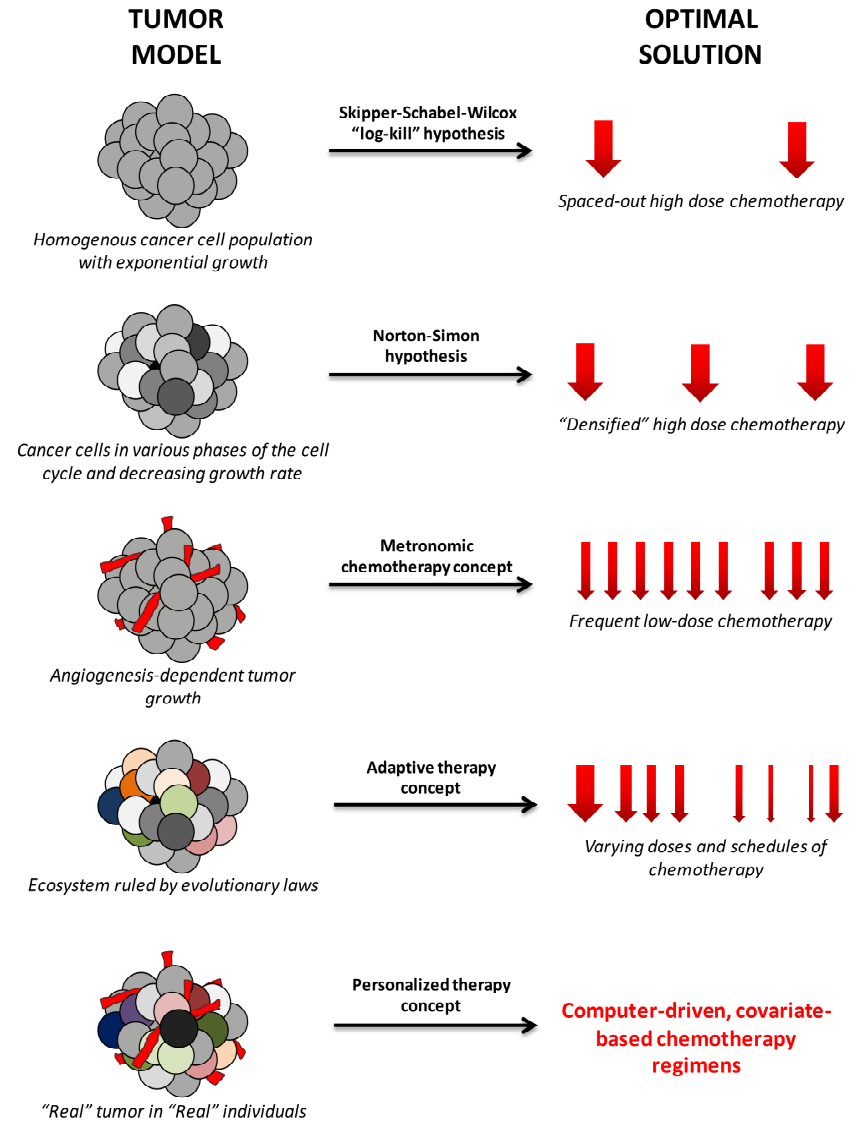 TUMOR
MODEL
OPTIMAL
SOLUTION
Skipper-Schabel-Wilcox
“log-kill” hypothesis
Homogenous cancer cell population
with exponential growth
Spaced-out high dose chemotherapy
Norton-Simon
hypothesis
Cancer cells in various phases of the cell
cycle and decreasing growth rate
“Densified” high dose chemotherapy
Metronomic
chemotherapy concept
Angiogenesis-dependent tumor
growth
Frequent low-dose chemotherapy
Adaptive therapy
concept
Ecosystem ruled by evolutionary laws
Varying doses and schedules of
chemotherapy
Personalized therapy
concept
“Real” tumor in “Real” individuals
Computer-driven, covariate-
based chemotherapy
regimens